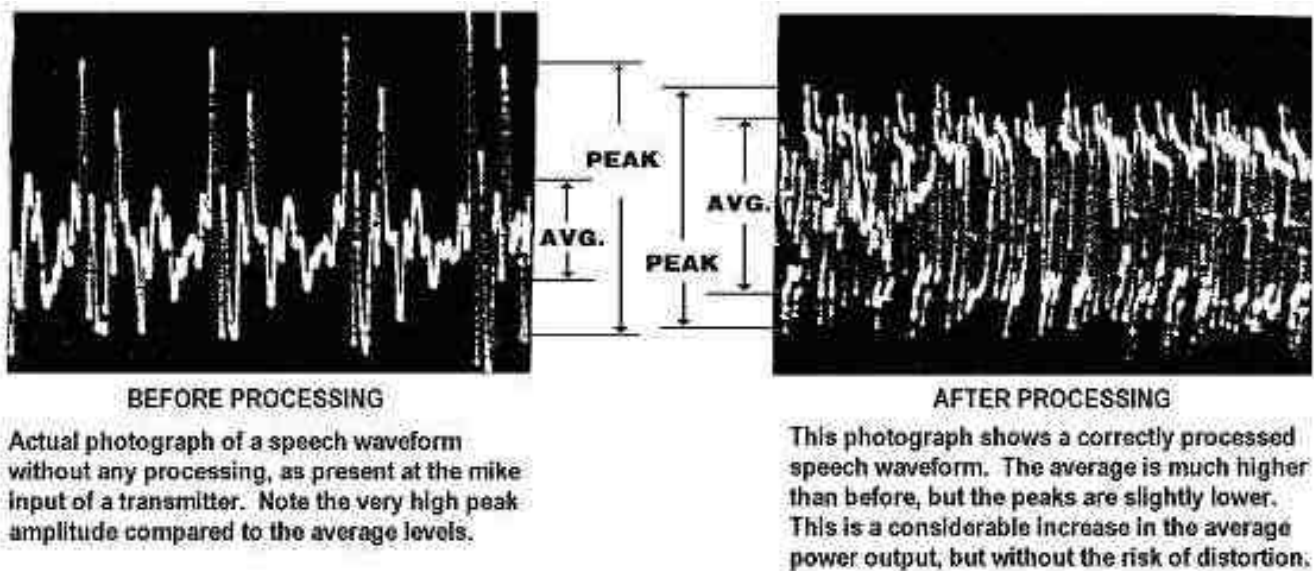 PEAK
AVG.
AVG.
PEAK
BEFORE PROCESSING
Actual photograph of a speech waveform
without any processing, as present at the mike
input of a transmitter. Note the very high peak
amplitude compared to the average levels.
AFTER PROCESSING
This photograph shows a correctly processed
speech waveform. The average is much higher
than before, but the peaks are slightly lower.
This is a considerable increase in the average
power output, but without the risk of distortion.